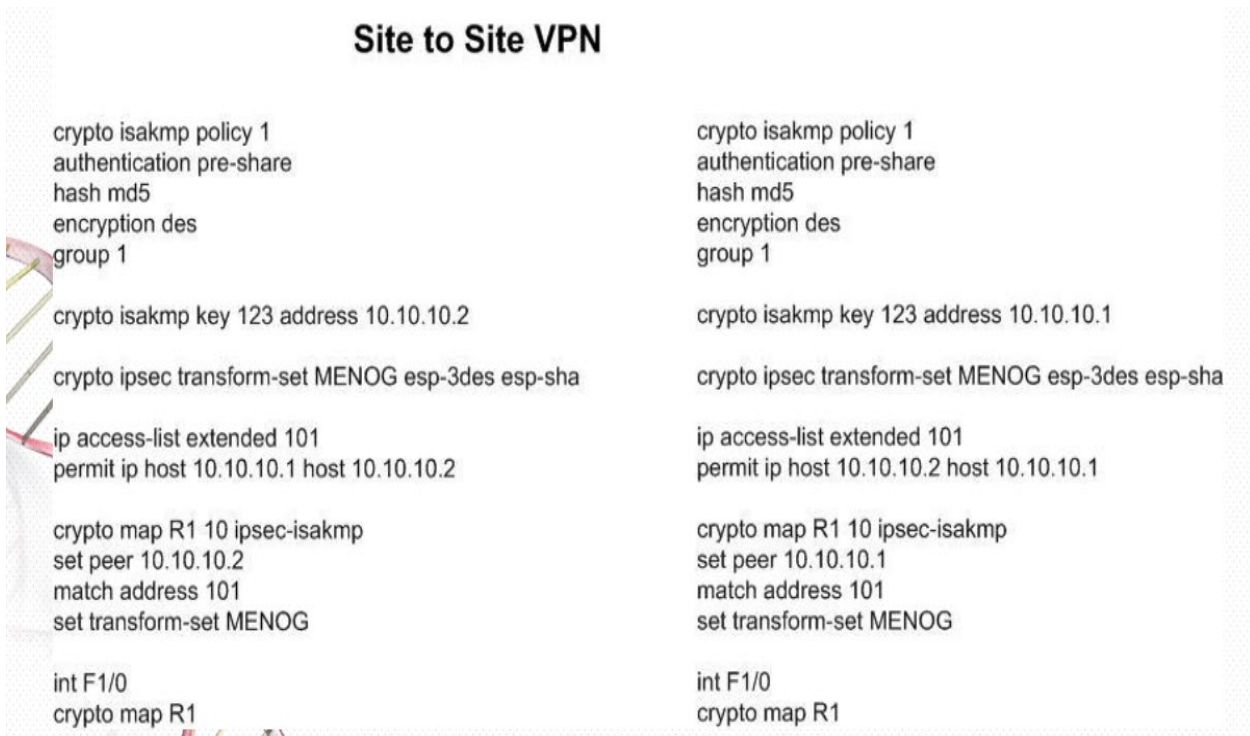 Site to Site VPN
crypto isakmp policy 1
authentication pre-share
hash md5
encryption des
group 1
crypto isakmp key 123 address 10.10.10.2
crypto ipsec transform-set MENOG esp-3des esp-sha
ip access-list extended 101
permit ip host 10.10.10.1 host 10.10.10.2
crypto map R1 10 ipsec-isakmp
set peer 10.10.10.2
match address 101
set transform-set MENOG
int F1/0
crypto map R1
crypto isakmp policy 1
authentication pre-share
hash md5
encryption des
group 1
crypto isakmp key 123 address 10.10.10.1
crypto ipsec transform-set MENOG esp-3des esp-sha
ip access-list extended 101
permit ip host 10.10.10.2 host 10.10.10.1
crypto map R1 10 ipsec-isakmp
set peer 10.10.10.1
match address 101
set transform-set MENOG
int F1/0
crypto map R1